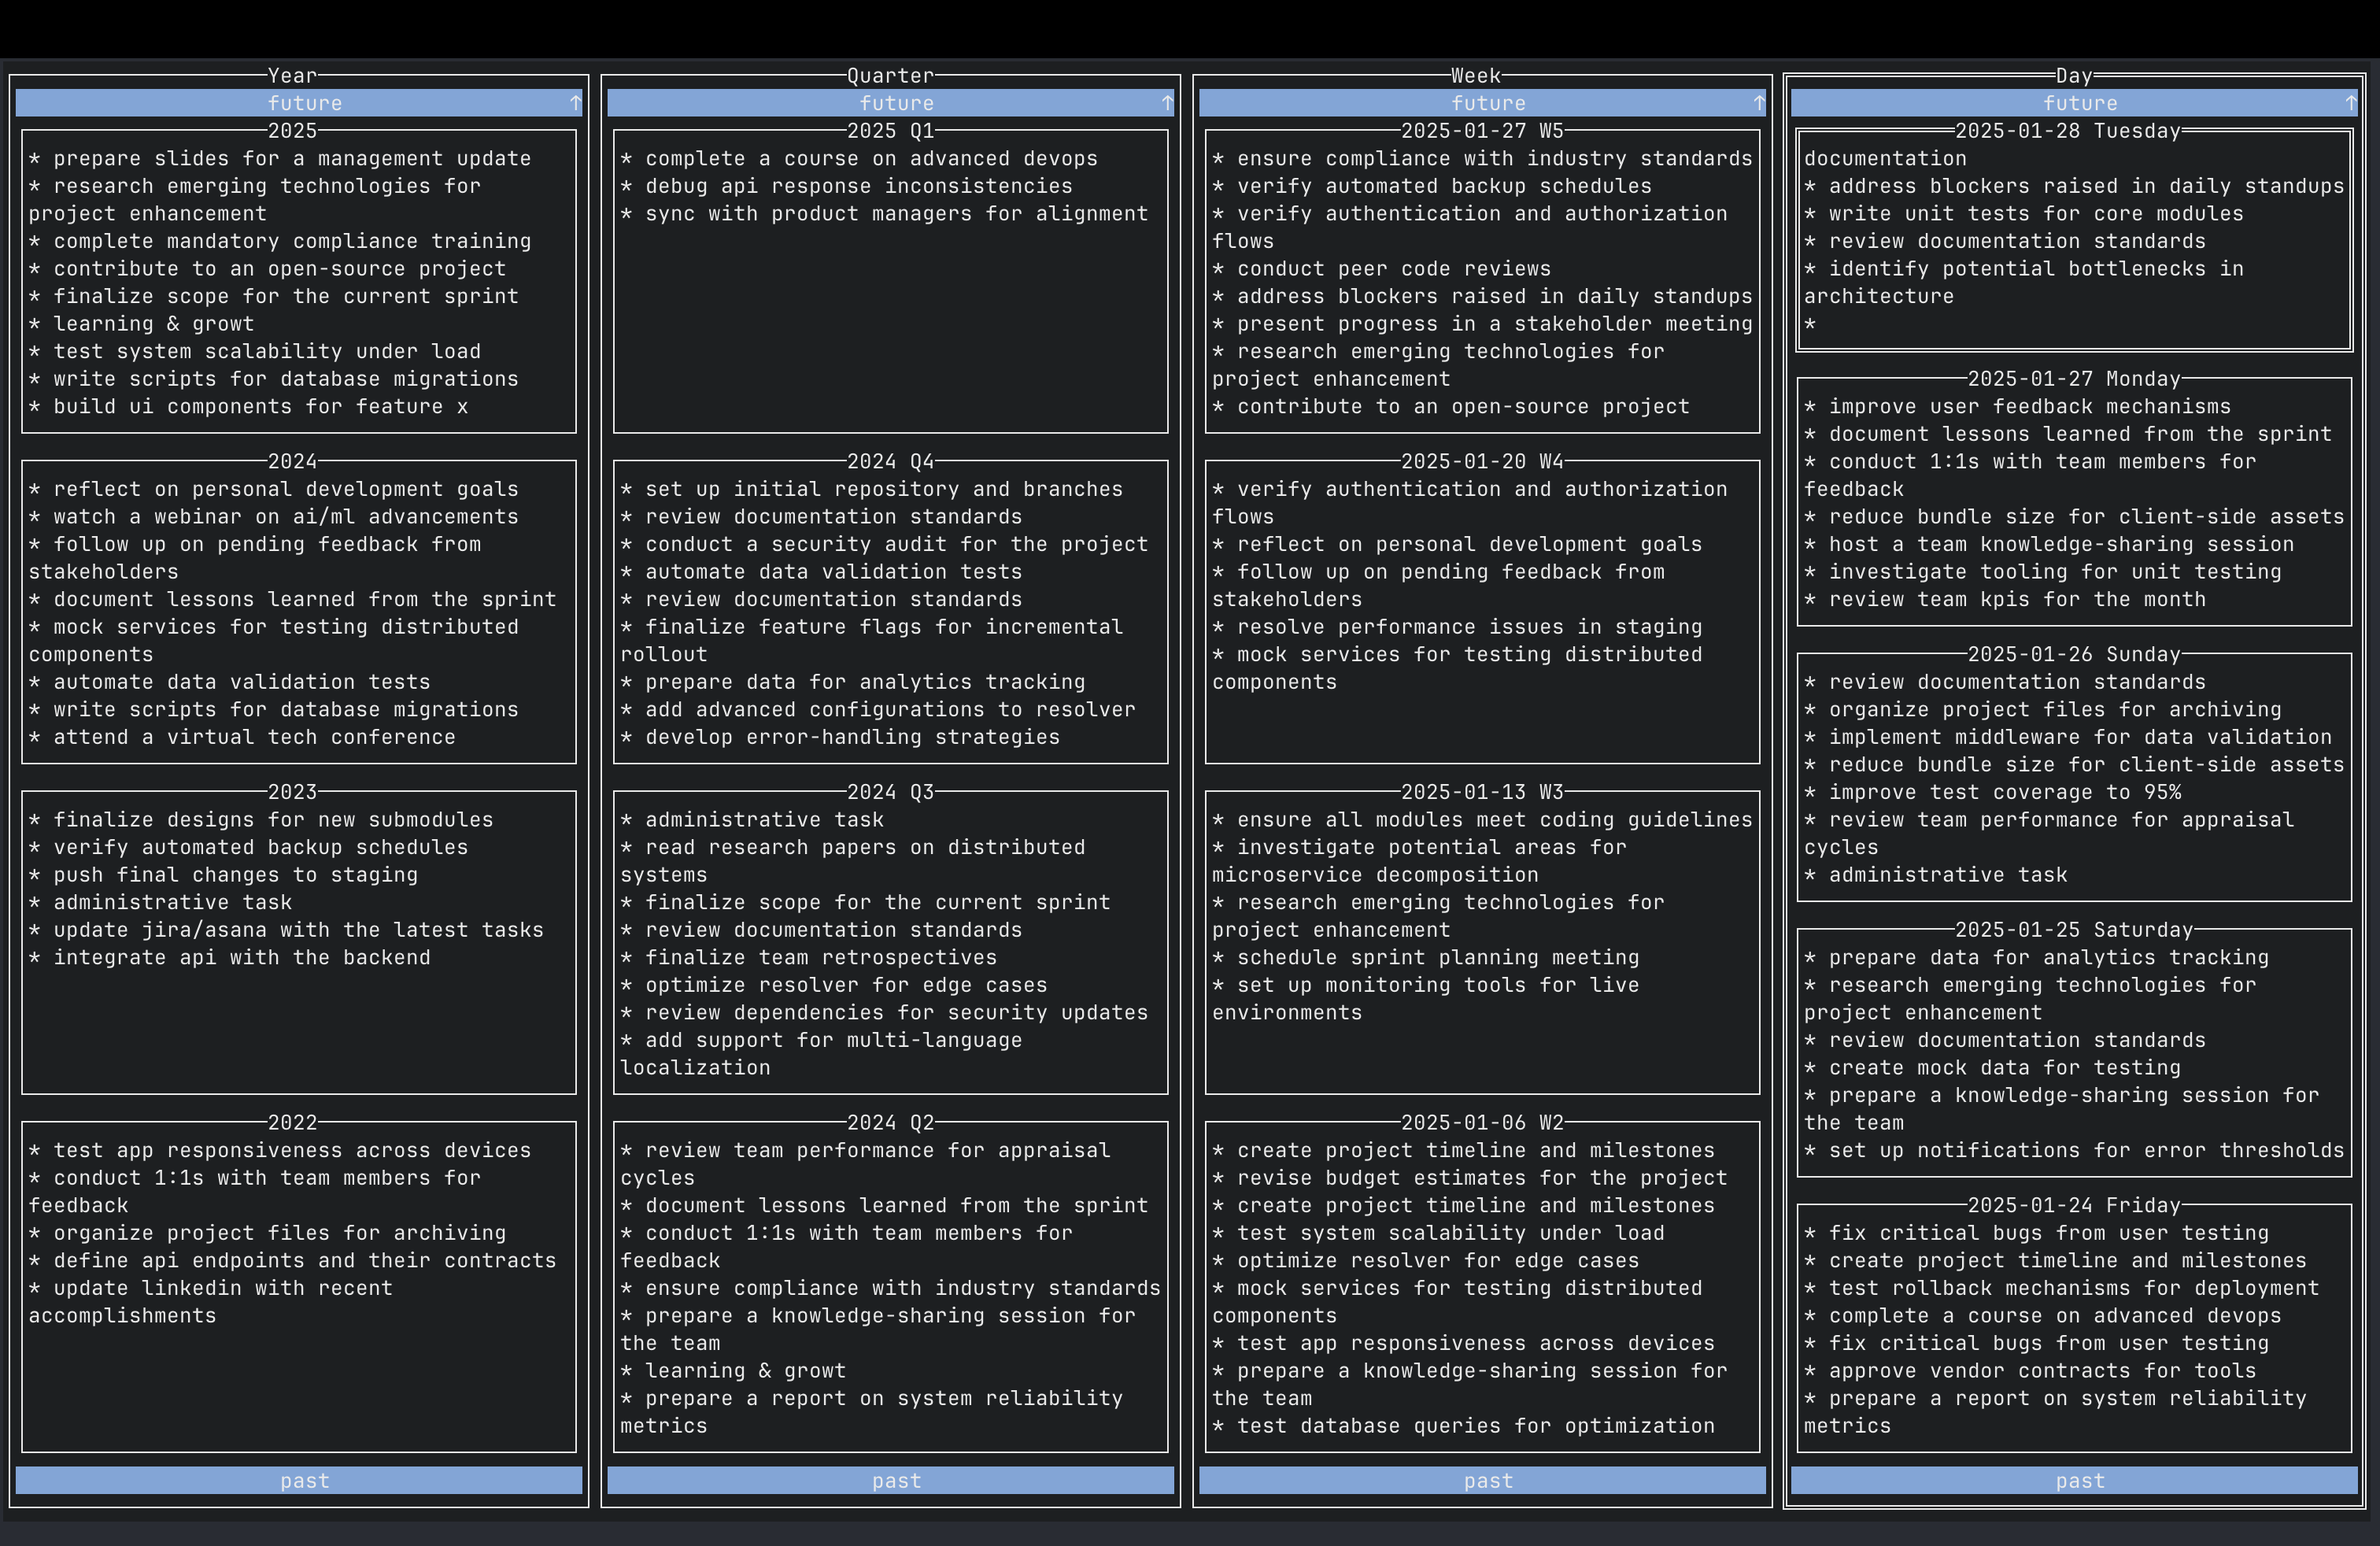 Year
future ↑
2025
* prepare slides for a management update
* research emerging technologies for
project enhancement
* complete mandatory compliance training
* contribute to an open-source project
* finalize scope for the current sprint
* learning & growt
* test system scalability under load
* write scripts for database migrations
* build ui components for feature x
2024
* reflect on personal development goals
* watch a webinar on ai/ml advancements
* follow up on pending feedback from
stakeholders
* document lessons learned from the sprint
* mock services for testing distributed
components
* automate data validation tests
* write scripts for database migrations
* attend a virtual tech conference
2023
* finalize designs for new submodules
* verify automated backup schedules
* push final changes to staging
* administrative task
* update jira/asana with the latest tasks
* integrate api with the backend
2022
* test app responsiveness across devices
* conduct 1:1s with team members for
feedback
* organize project files for archiving
* define api endpoints and their contracts
* update linkedin with recent
accomplishments
past
Quarter
future ↑
2025 Q1
* complete a course on advanced devops
* debug api response inconsistencies
* sync with product managers for alignment
2024 Q4
* set up initial repository and branches
* review documentation standards
* conduct a security audit for the project
* automate data validation tests
* review documentation standards
* finalize feature flags for incremental
rollout
* prepare data for analytics tracking
* add advanced configurations to resolver
* develop error-handling strategies
2024 Q3
* administrative task
* read research papers on distributed
systems
* finalize scope for the current sprint
* review documentation standards
* finalize team retrospectives
* optimize resolver for edge cases
* review dependencies for security updates
* add support for multi-language
localization
2024 Q2
* review team performance for appraisal
cycles
* document lessons learned from the sprint
* conduct 1:1s with team members for
feedback
* ensure compliance with industry standards
* prepare a knowledge-sharing session for
the team
* learning & growt
* prepare a report on system reliability
metrics
past
Week
future ↑
2025-01-27 W5
* ensure compliance with industry standards
* verify automated backup schedules
* verify authentication and authorization
flows
* conduct peer code reviews
* address blockers raised in daily standups
* present progress in a stakeholder meeting
* research emerging technologies for
project enhancement
* contribute to an open-source project
2025-01-20 W4
* verify authentication and authorization
flows
* reflect on personal development goals
* follow up on pending feedback from
stakeholders
* resolve performance issues in staging
* mock services for testing distributed
components
2025-01-13 W3
* ensure all modules meet coding guidelines
* investigate potential areas for
microservice decomposition
* research emerging technologies for
project enhancement
* schedule sprint planning meeting
* set up monitoring tools for live
environments
2025-01-06 W2
* create project timeline and milestones
* revise budget estimates for the project
* create project timeline and milestones
* test system scalability under load
* optimize resolver for edge cases
* mock services for testing distributed
components
* test app responsiveness across devices
* prepare a knowledge-sharing session for
the team
* test database queries for optimization
past
Day
future ↑
2025-01-28 Tuesday
documentation
* address blockers raised in daily standups
* write unit tests for core modules
* review documentation standards
* identify potential bottlenecks in
architecture
*
2025-01-27 Monday
* improve user feedback mechanisms
* document lessons learned from the sprint
* conduct 1:1s with team members for
feedback
* reduce bundle size for client-side assets
* host a team knowledge-sharing session
* investigate tooling for unit testing
* review team kpis for the month
2025-01-26 Sunday
* review documentation standards
* organize project files for archiving
* implement middleware for data validation
* reduce bundle size for client-side assets
* improve test coverage to 95%
* review team performance for appraisal
cycles
* administrative task
2025-01-25 Saturday
* prepare data for analytics tracking
* research emerging technologies for
project enhancement
* review documentation standards
* create mock data for testing
* prepare a knowledge-sharing session for
the team
* set up notifications for error thresholds
2025-01-24 Friday
* fix critical bugs from user testing
* create project timeline and milestones
* test rollback mechanisms for deployment
* complete a course on advanced devops
* fix critical bugs from user testing
* approve vendor contracts for tools
* prepare a report on system reliability
metrics
past